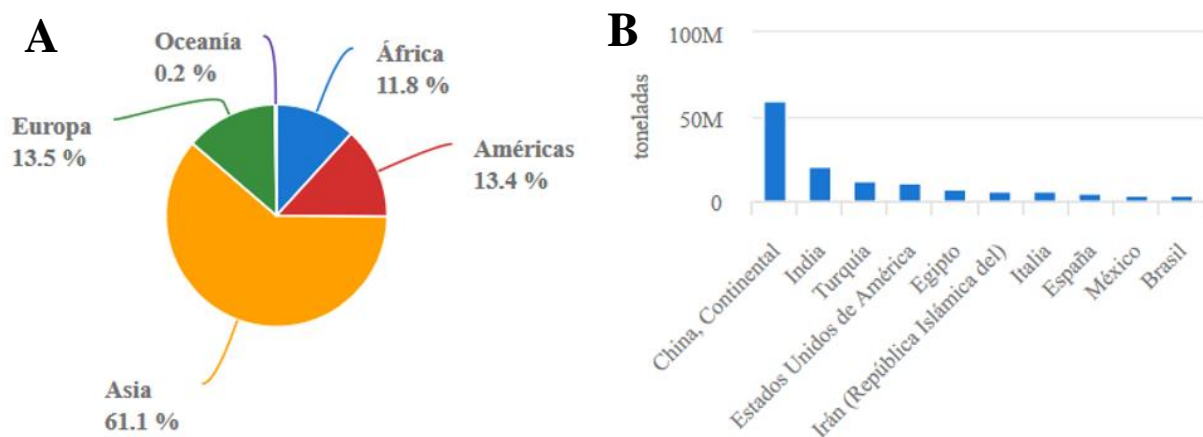 A
Oceanía
0.2 %
África
11.8 %
Europa
13.5 %
Américas
13.4 %
Asia
61.1 %
B
100M
50M
0
toneladas
China, Continental
India
Turquía
Estados Unidos de América
Egipto
Irán (República Islámica del)
Italia
España
México
Brasil